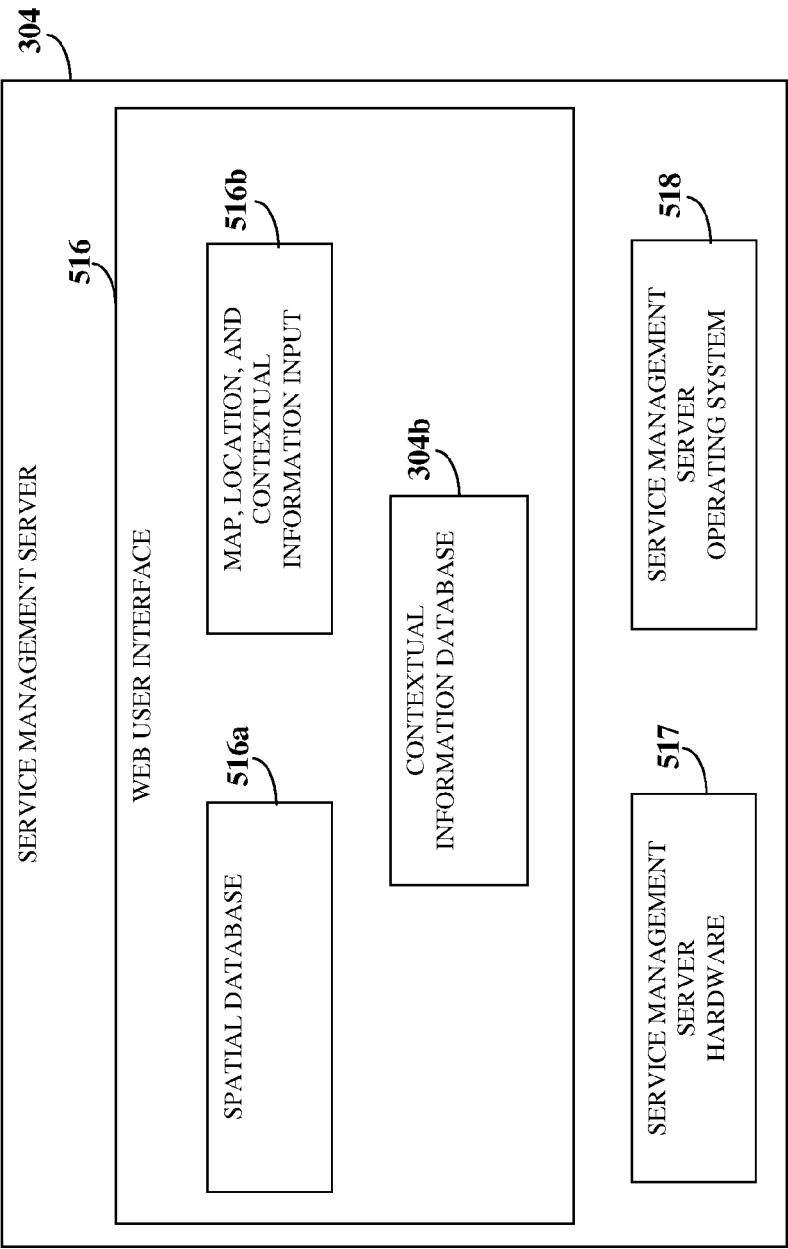 304
SERVICE MANAGEMENT SERVER
516
WEB USER INTERFACE
516a
SPATIAL DATABASE
516b
MAP, LOCATION, AND
CONTEXTUAL
INFORMATION INPUT
304b
CONTEXTUAL
INFORMATION DATABASE
517
SERVICE MANAGEMENT
SERVER
HARDWARE
518
SERVICE MANAGEMENT
SERVER
OPERATING SYSTEM